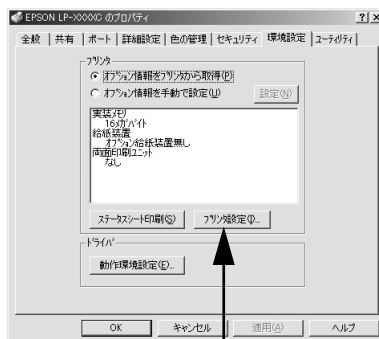 EPSON LP-XXXXC のプロパティ
全般 共有 ポート 詳細設定 色の管理 セキュリティ 環境設定 ユーティリティ
プリンタ
オプション情報をプリンタから取得(P)
オプション情報を手動で設定(U) 設定(N)
実装メモリ
16メガバイト
給紙装置
オプション給紙装置無し
両面印刷ユニット
なし
ステータスシート印刷(S) プリンタ設定(I)...
ドライバ
動作環境設定(E)...
OK キャンセル 適用(A) ヘルプ